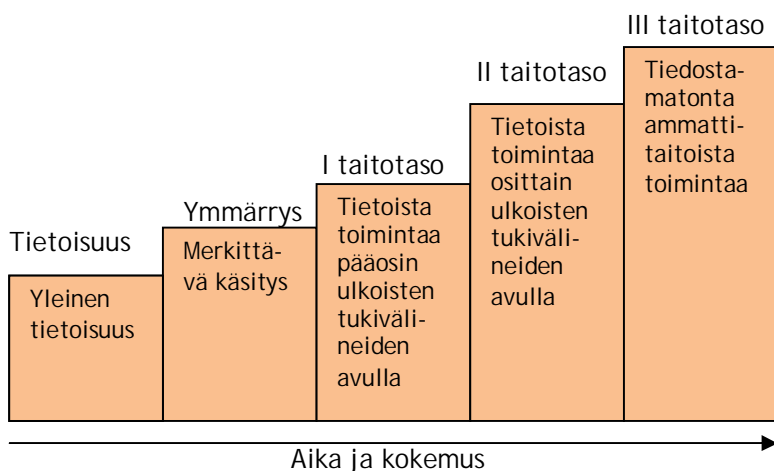 Tietoisuus
Yleinen
tietoisuus
Ymmärrys
Merkittä-
vä käsitys
I taitotaso
Tietoista
toimintaa
pääosin
ulkoisten
tukiväli-
neiden
avulla
II taitotaso
Tietoista
toimintaa
osittain
ulkoisten
tukiväli-
neiden
avulla
III taitotaso
Tiedosta-
matonta
ammatti-
taitoista
toimintaa
Aika ja kokemus